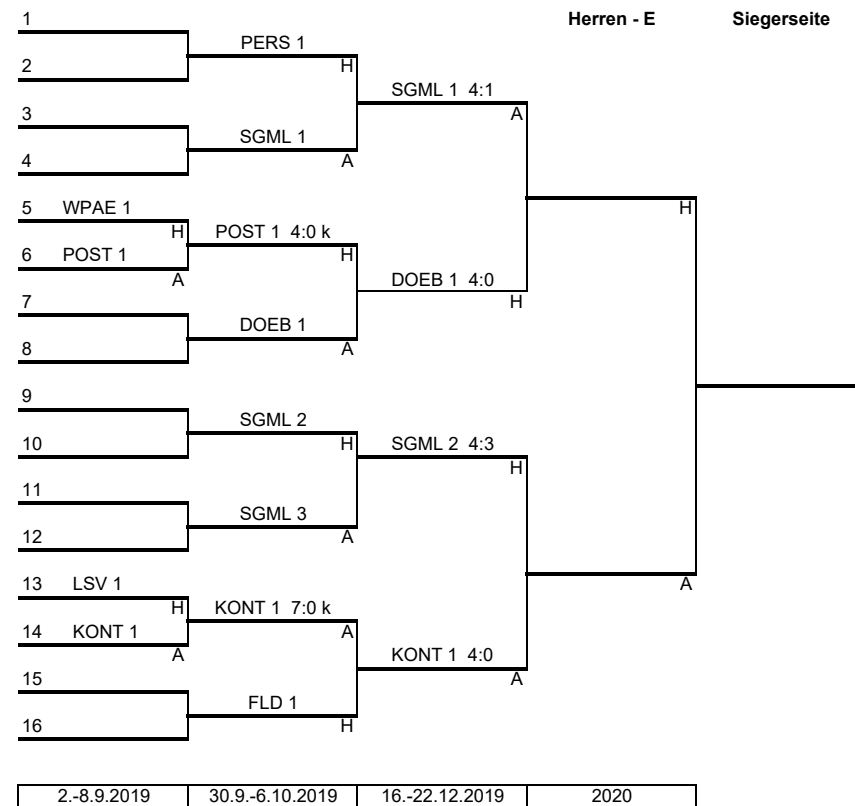 Herren - E Siegerseite
1
PERS 1
2 H
SGML 1 4:1
3 A
SGML 1
4 A
5 WPAE 1 H
H POST 1 4:0 k
6 POST 1 H
A DOEB 1 4:0
7 H
DOEB 1
8 A
9
SGML 2
10 H SGML 2 4:3
H
11
SGML 3
12 A
13 LSV 1 A
H KONT 1 7:0 k
14 KONT 1 A
A KONT 1 4:0
15 A
FLD 1
16 H
2.-8.9.2019 30.9.-6.10.2019 16.-22.12.2019 2020